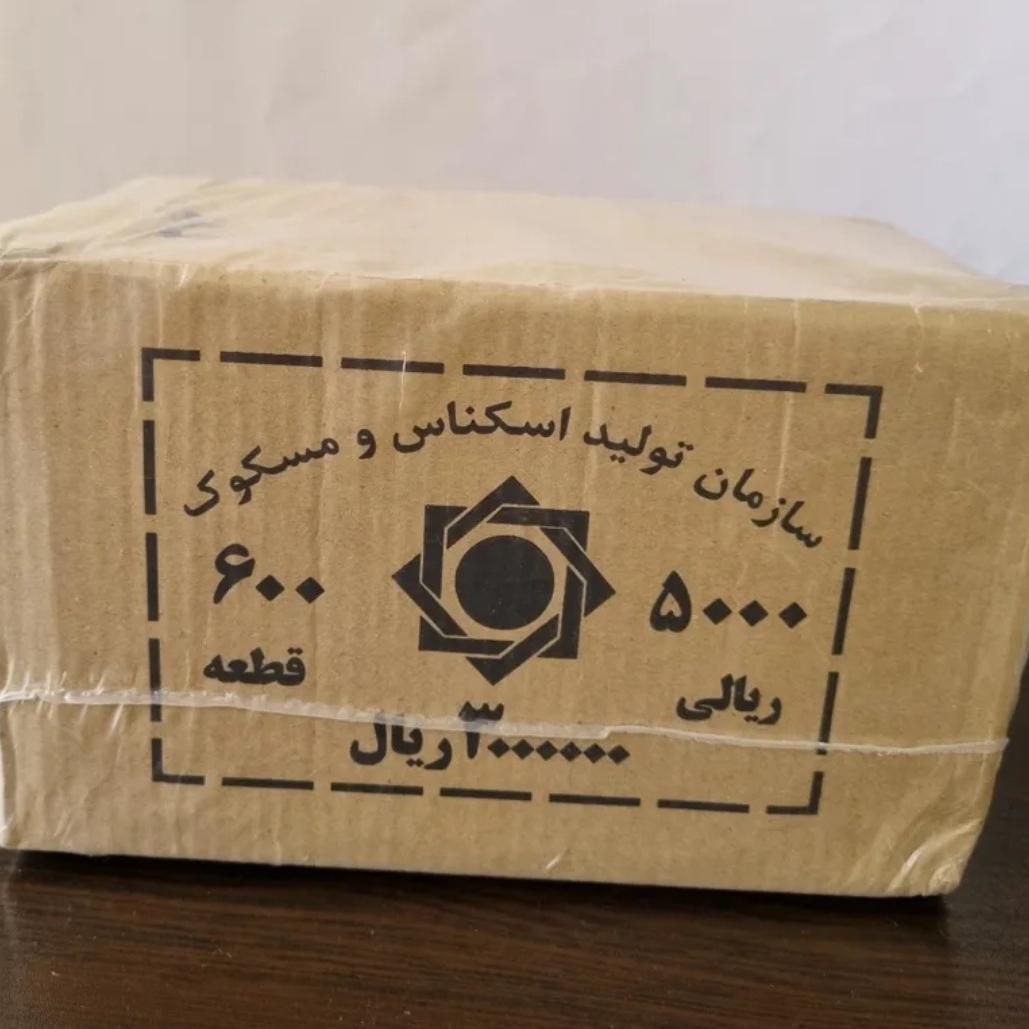 سازمان تولید اسکناس و مسکوک
۵۰۰۰ ۶۰۰
ریالی قطعه
۳۰۰۰۰۰۰ ریال